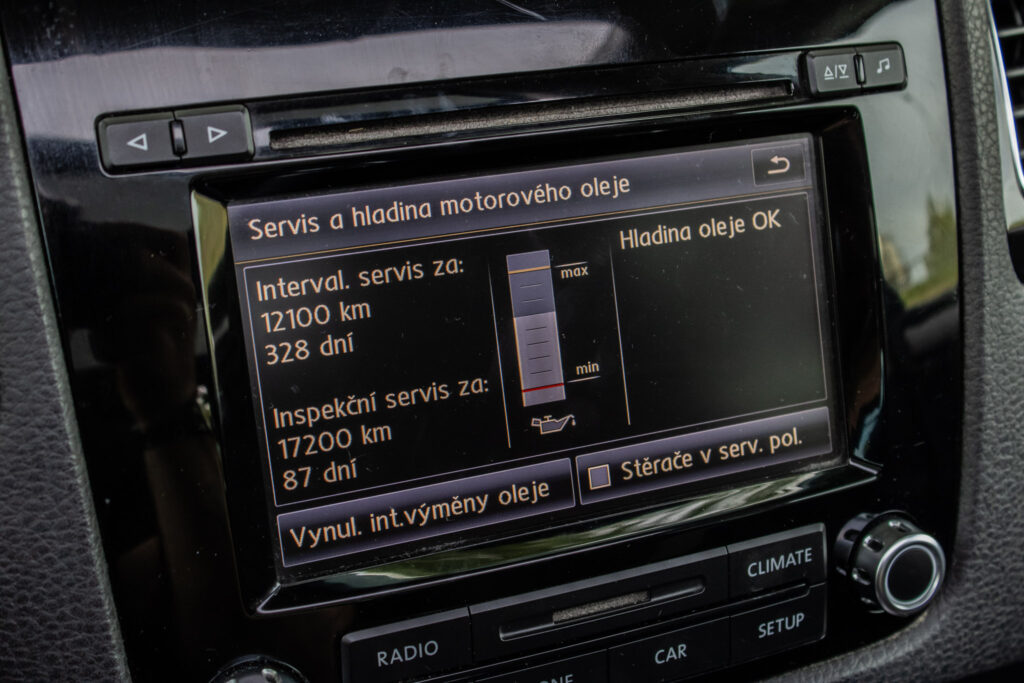 Servis a hladina motorového oleje
Interval. servis za:
12100 km
328 dní
Inspekční servis za:
17200 km
87 dní
max
min
Hladina oleje OK
Vynul. int.výměny oleje
Stěrače v serv. pol.
CLIMATE
RADIO
CAR
SETUP